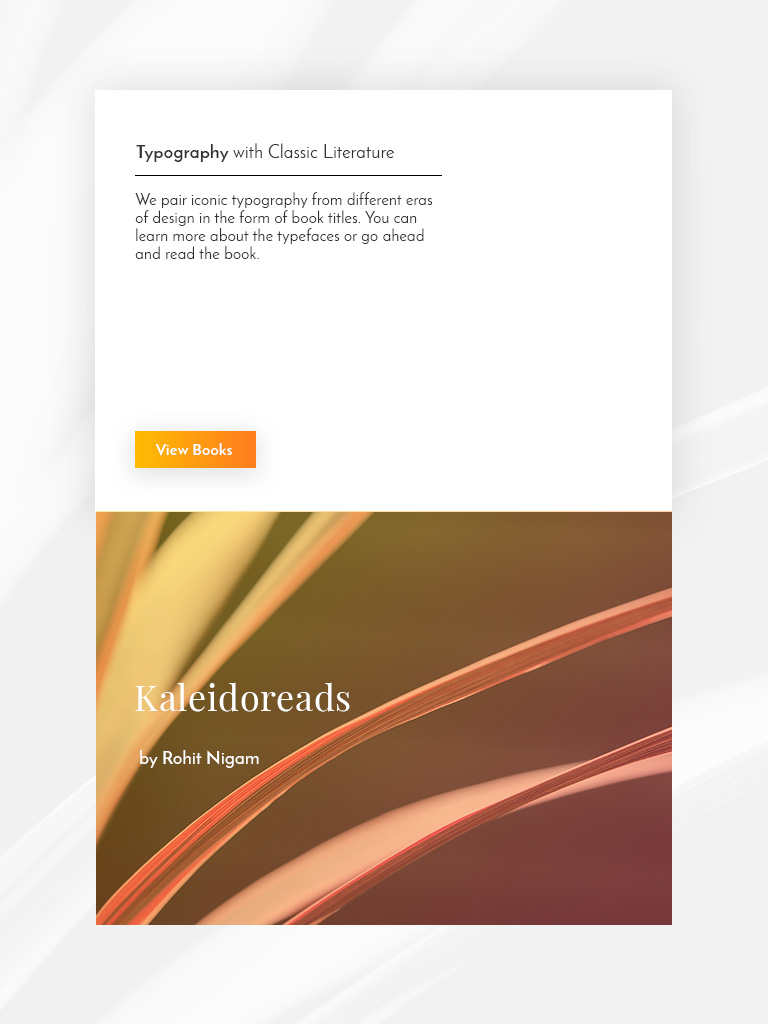 Typography with Classic Literature
We pair iconic typography from different eras
of design in the form of book titles. You can
learn more about the typefaces or go ahead
and read the book.
View Books
Kaleidoreads
by Rohit Nigam